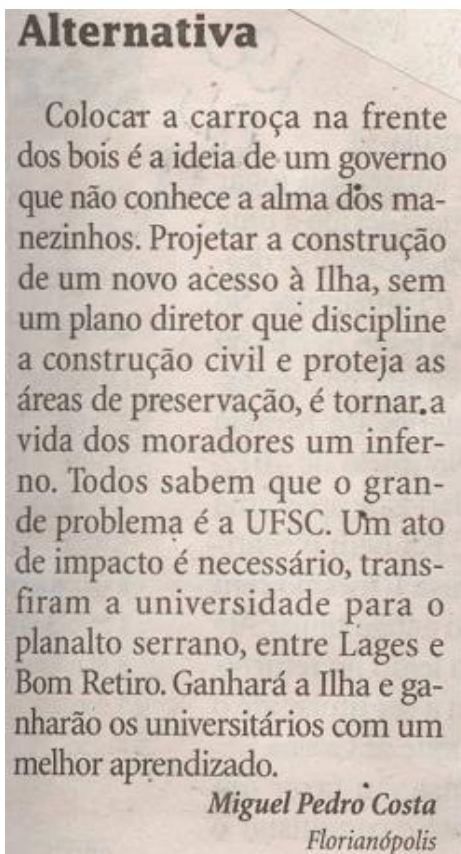 Alternativa
Colocar a carroça na frente
dos bois é a ideia de um governo
que não conhece a alma dos ma-
nezinhos. Projetar a construção
de um novo acesso à Ilha, sem
um plano diretor que discipline
a construção civil e proteja as
áreas de preservação, é tornar a
vida dos moradores um infer-
no. Todos sabem que o gran-
de problema é a UFSC. Um ato
de impacto é necessário, trans-
firam a universidade para o
planalto serrano, entre Lages e
Bom Retiro. Ganhará a Ilha e ga-
nharão os universitários com um
melhor aprendizado.
Miguel Pedro Costa
Florianópolis